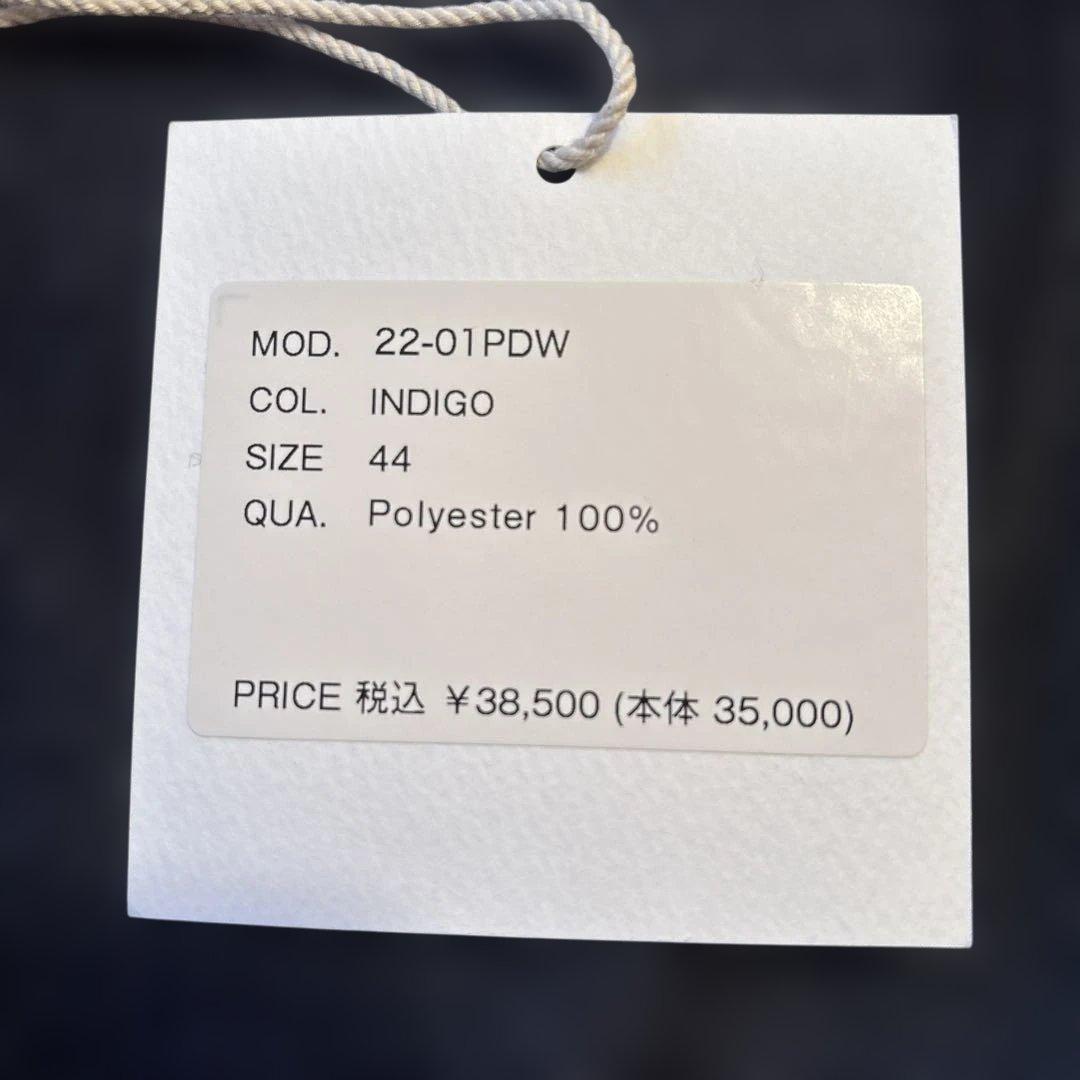 MOD. 22-01PDW
COL. INDIGO
SIZE 44
QUA. Polyester 100%
PRICE 税込 ¥38,500 (本体 35,000)